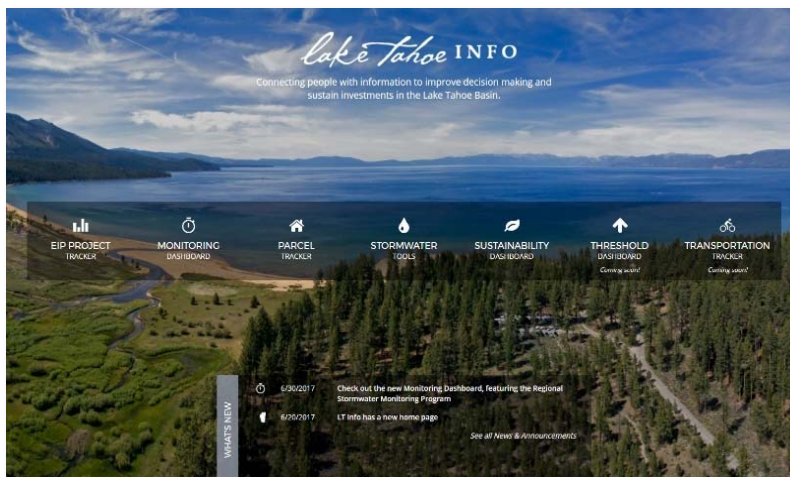 lake Tahoe INFO
Connecting people with information to improve decision making and
sustain investments in the Lake Tahoe Basin.
EIP PROJECT
TRACKER
MONITORING
DASHBOARD
PARCEL
TRACKER
STORMWATER
TOOLS
SUSTAINABILITY
DASHBOARD
THRESHOLD
DASHBOARD
Coming soon!
TRANSPORTATION
TRACKER
Coming soon!
WHAT'S NEW
6/30/2017 Check out the new Monitoring Dashboard, featuring the Regional
Stormwater Monitoring Program
6/20/2017 LT Info has a new home page
See all News & Announcements